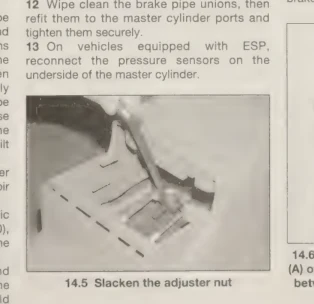 12 Wipe clean the brake pipe unions, then
refit them to the master cylinder ports and
tighten them securely.
13 On vehicles equipped with ESP,
reconnect the pressure sensors on the
underside of the master cylinder.
14.5 Slacken the adjuster nut
14.6
(A) o
betw